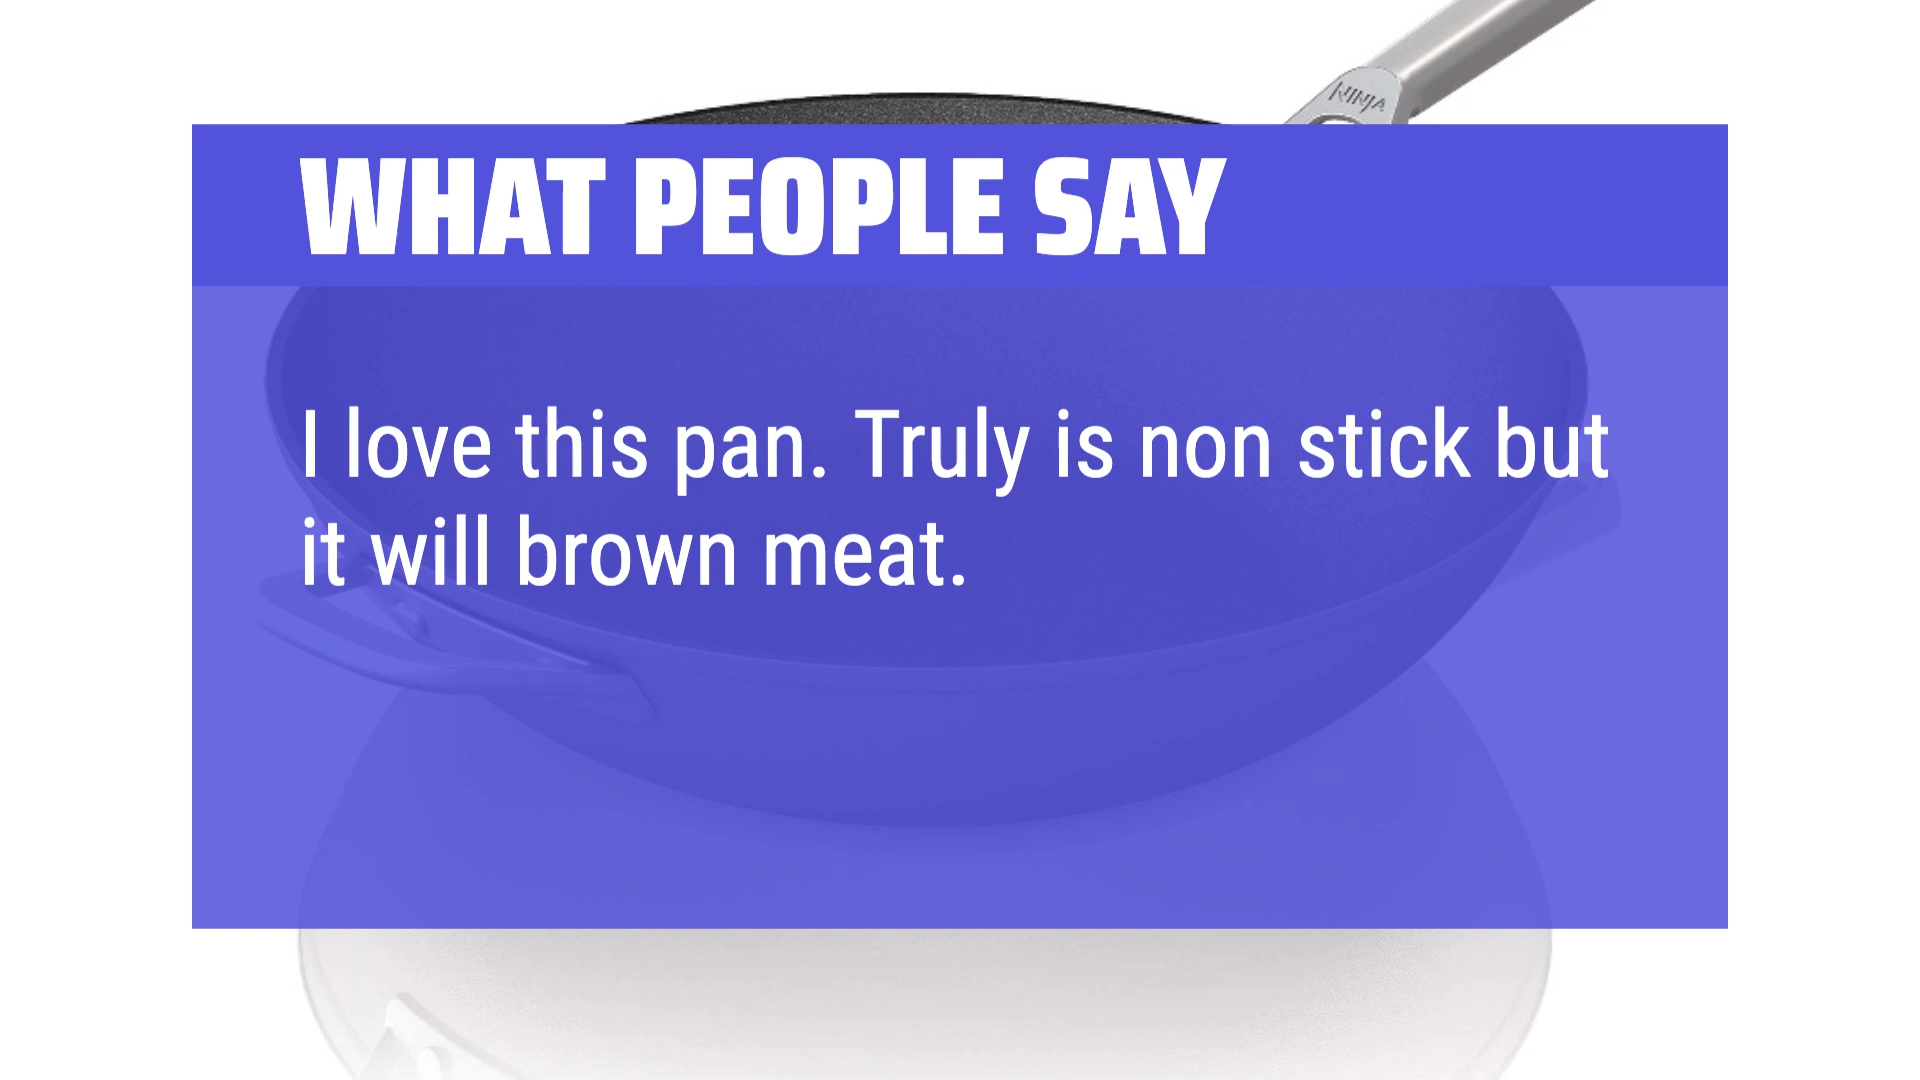 NINJA
WHAT PEOPLE SAY
I love this pan. Truly is non stick but
it will brown meat.